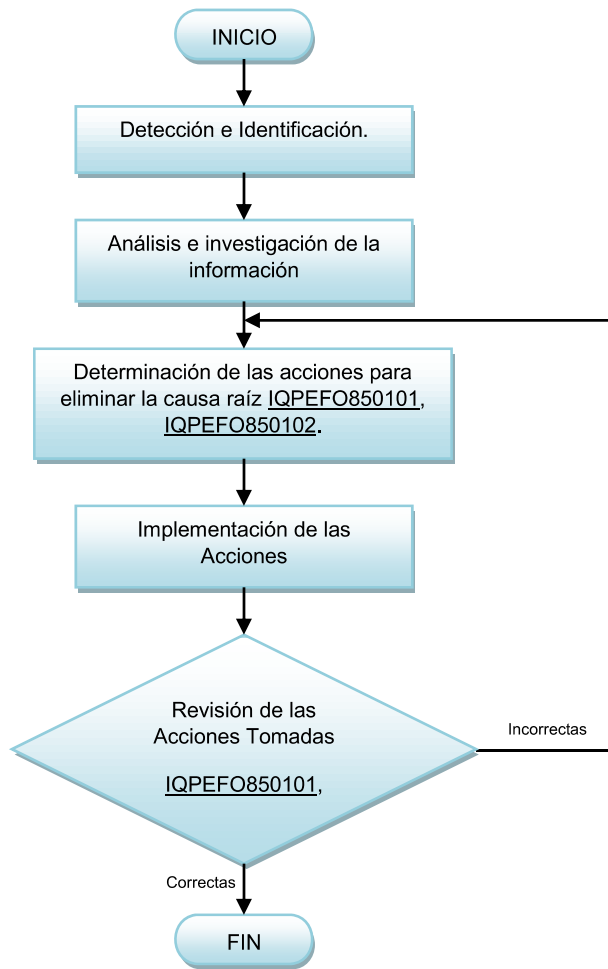 INICIO
Detección e Identificación.
Análisis e investigación de la
información
Determinación de las acciones para
eliminar la causa raíz IQPEFO850101,
IQPEFO850102.
Implementación de las
Acciones
Revisión de las
Acciones Tomadas
IQPEFO850101,
Incorrectas
Correctas
FIN